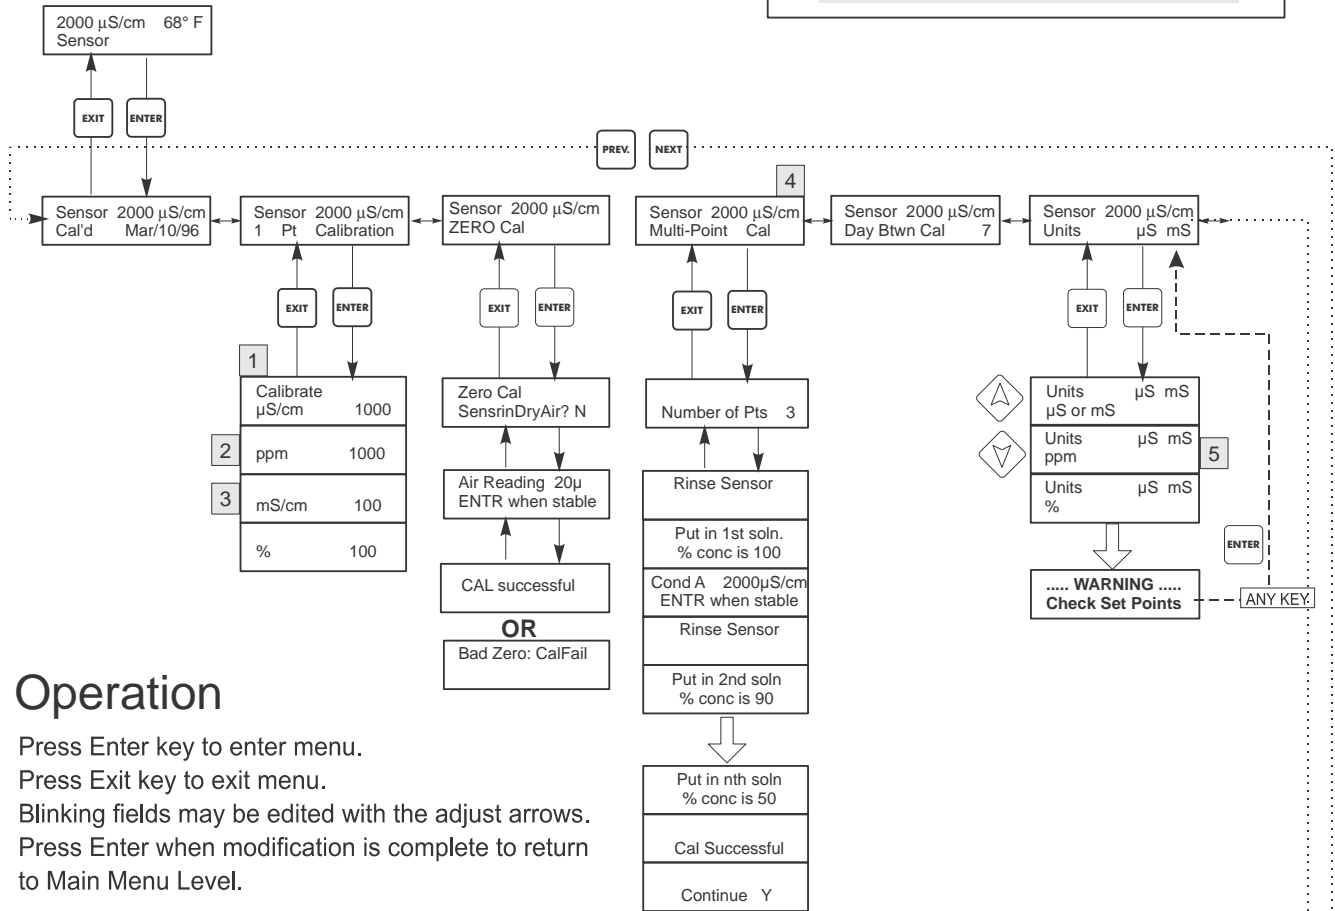 2000 µS/cm 68° F
Sensor
EXIT
ENTER
PREV.
NEXT
Sensor 2000 µS/cm
Cal'd Mar/10/96
Sensor 2000 µS/cm
1 Pt Calibration
Sensor 2000 µS/cm
ZERO Cal
4
Sensor 2000 µS/cm
Multi-Point Cal
Sensor 2000 µS/cm
Day Btwn Cal 7
Sensor 2000 µS/cm
Units µS mS
EXIT
ENTER
EXIT
ENTER
EXIT
ENTER
EXIT
ENTER
1
Calibrate
µS/cm 1000
2
ppm 1000
3
mS/cm 100
% 100
Zero Cal
SensrinDryAir? N
Air Reading 20µ
ENTR when stable
CAL successful
OR
Bad Zero: CalFail
Number of Pts 3
Rinse Sensor
Put in 1st soln.
% conc is 100
Cond A 2000µS/cm
ENTR when stable
Rinse Sensor
Put in 2nd soln
% conc is 90
Put in nth soln
% conc is 50
Cal Successful
Continue Y
Units µS mS
µS or mS
Units µS mS
ppm
5
Units µS mS
%
ENTER
..... WARNING .....
Check Set Points
ANY KEY
Operation
Press Enter key to enter menu.
Press Exit key to exit menu.
Blinking fields may be edited with the adjust arrows.
Press Enter when modification is complete to return
to Main Menu Level.